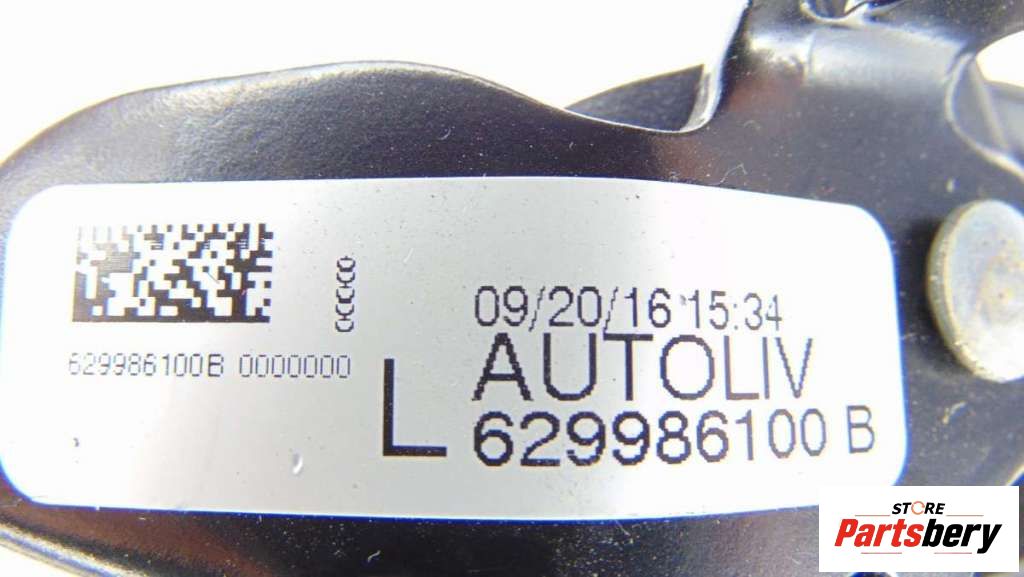 09/20/16 15:34
AUTOLIV
L 629986100 B
629986100B 0000000
STORE
Partsbery